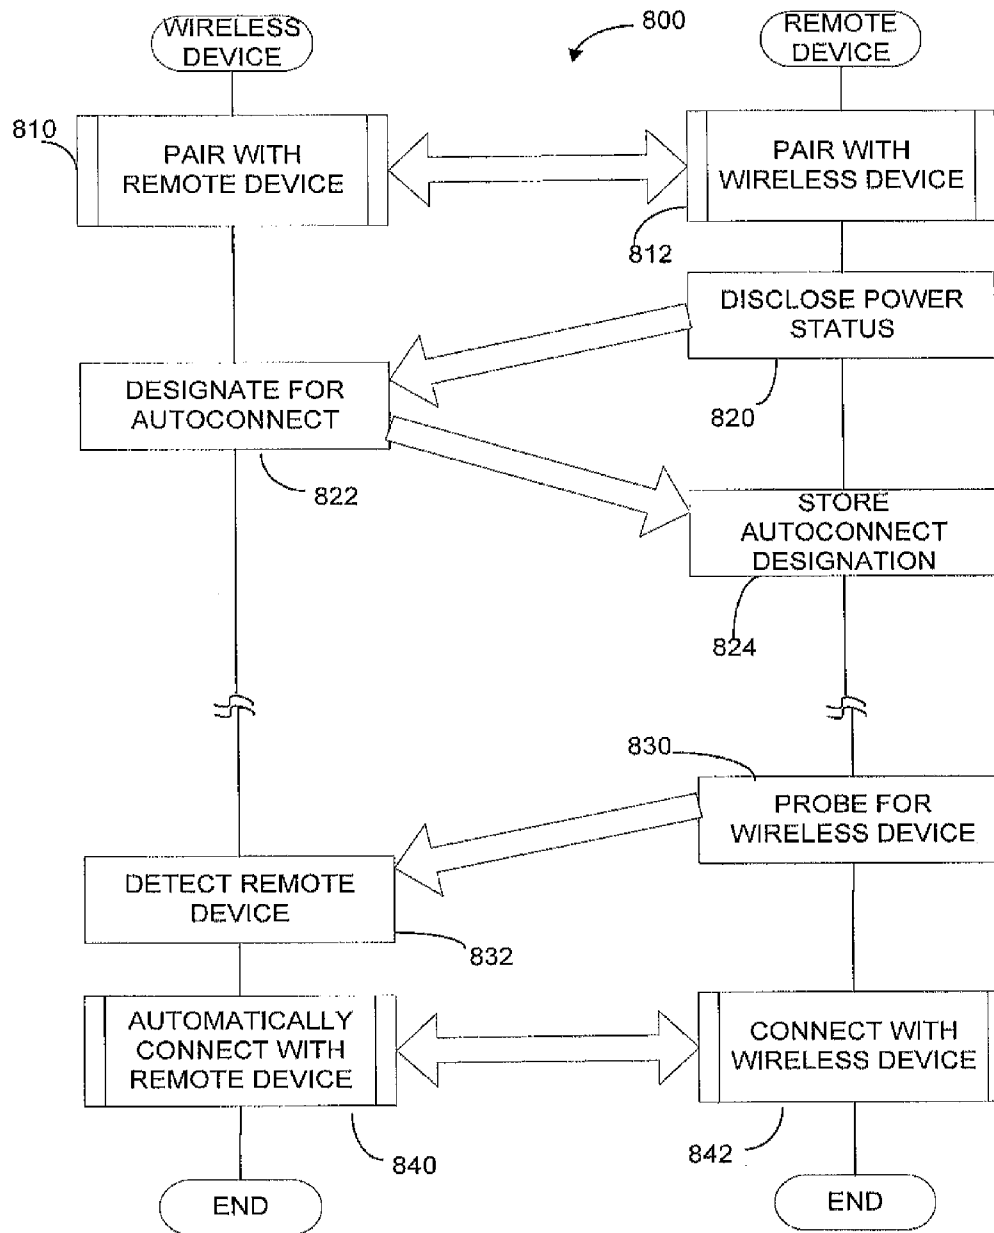 WIRELESS
DEVICE
800
REMOTE
DEVICE
810
PAIR WITH
REMOTE DEVICE
PAIR WITH
WIRELESS DEVICE
812
DISCLOSE POWER
STATUS
820
DESIGNATE FOR
AUTOCONNECT
822
STORE
AUTOCONNECT
DESIGNATION
824
830
PROBE FOR
WIRELESS DEVICE
DETECT REMOTE
DEVICE
832
AUTOMATICALLY
CONNECT WITH
REMOTE DEVICE
840
CONNECT WITH
WIRELESS DEVICE
842
END
END